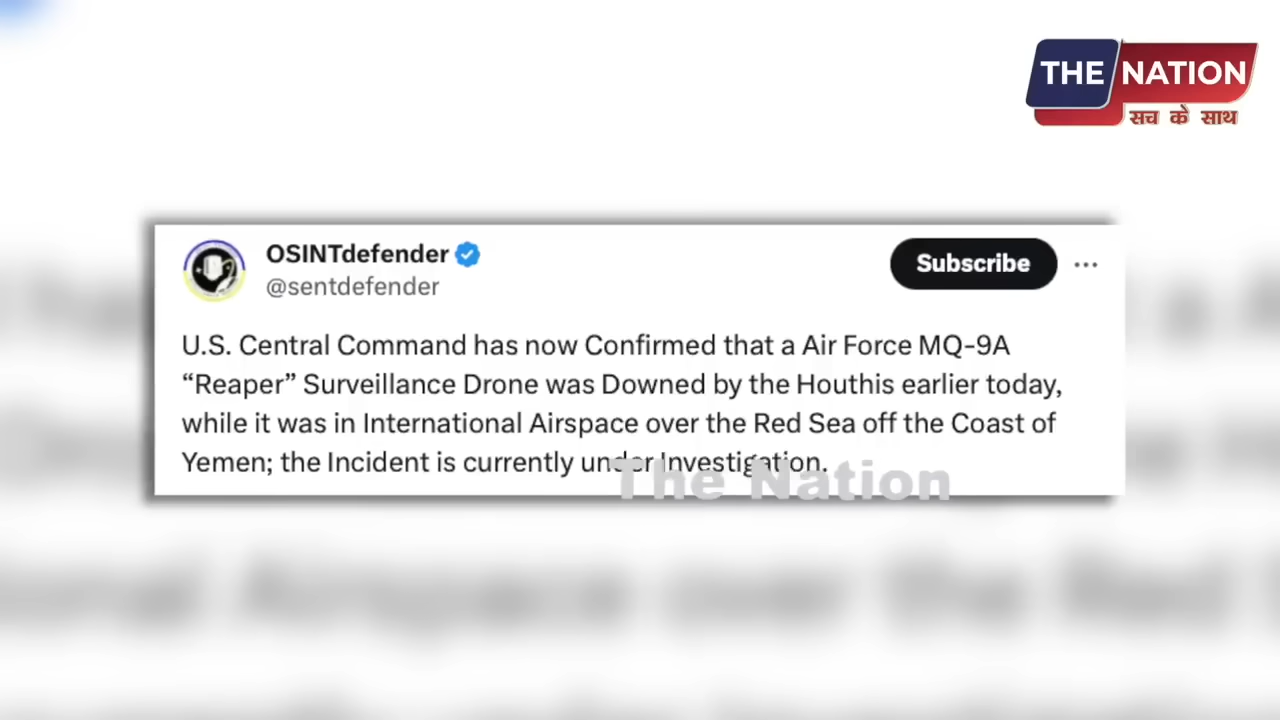 THE NATION
सच के साथ
OSINTdefender
@sentdefender
Subscribe
U.S. Central Command has now Confirmed that a Air Force MQ-9A
“Reaper” Surveillance Drone was Downed by the Houthis earlier today,
while it was in International Airspace over the Red Sea off the Coast of
Yemen; the Incident is currently under Investigation.
The Nation